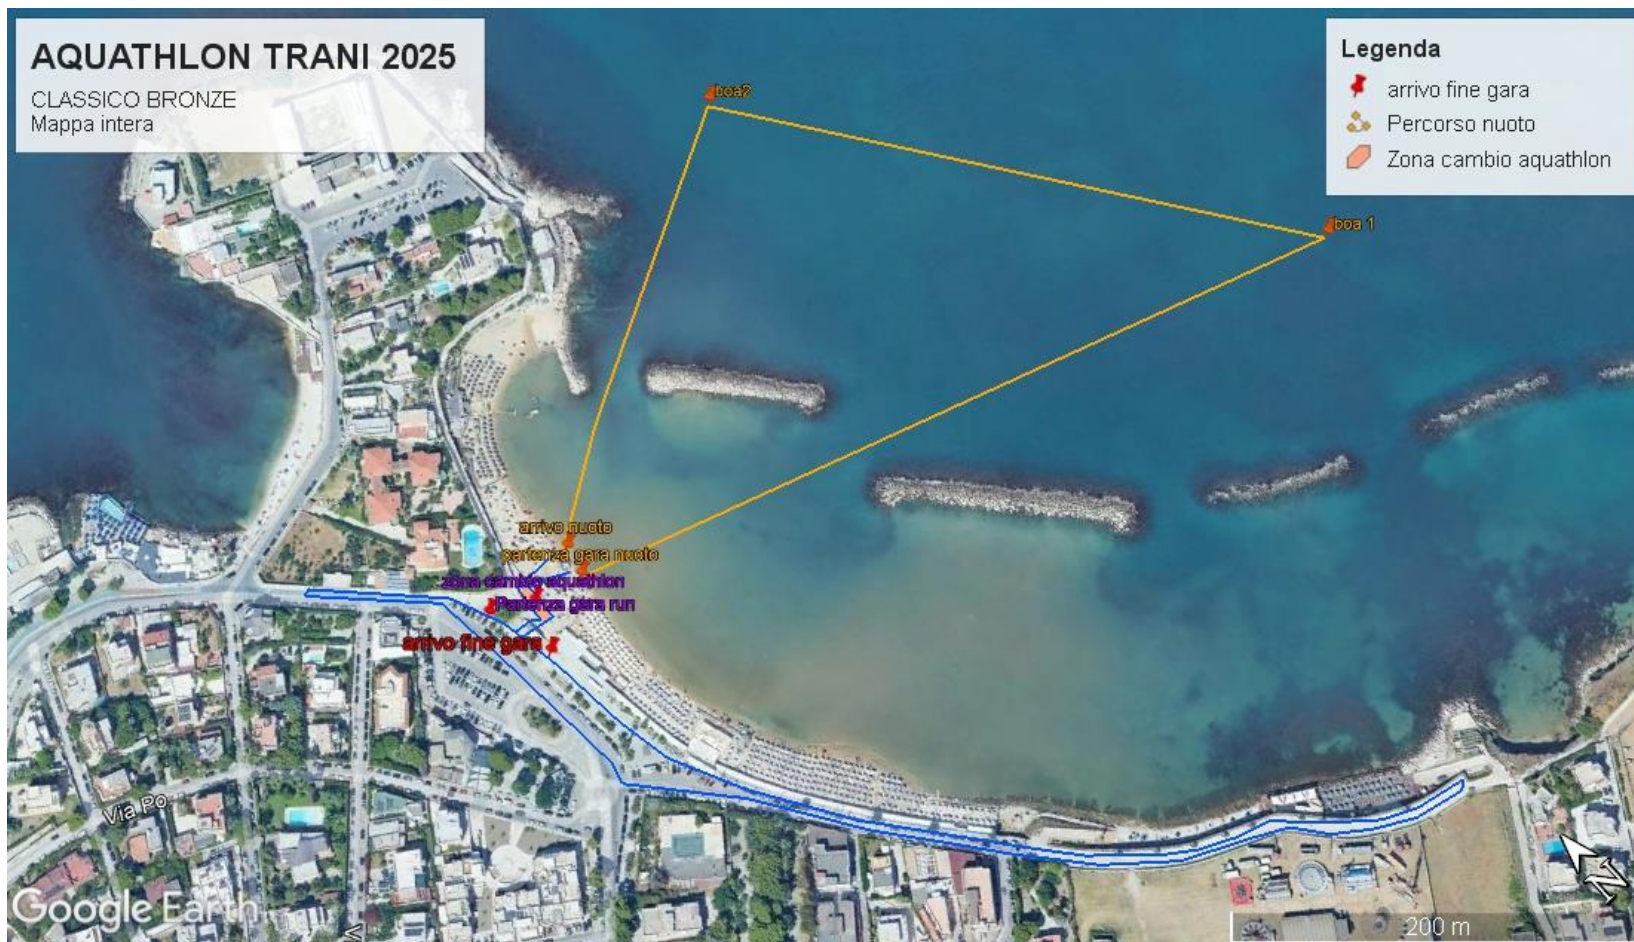 AQUATHLON TRANI 2025
CLASSICO BRONZE
Mappa intera
Legenda
arrivo fine gara
Percorso nuoto
Zona cambio aquathlon
boa2
boa 1
arrivo nuoto
partenza gara nuoto
zona cambio aquathlon
Partenza gara run
arrivo fine gara
Via Po
Google Earth
200 m
N